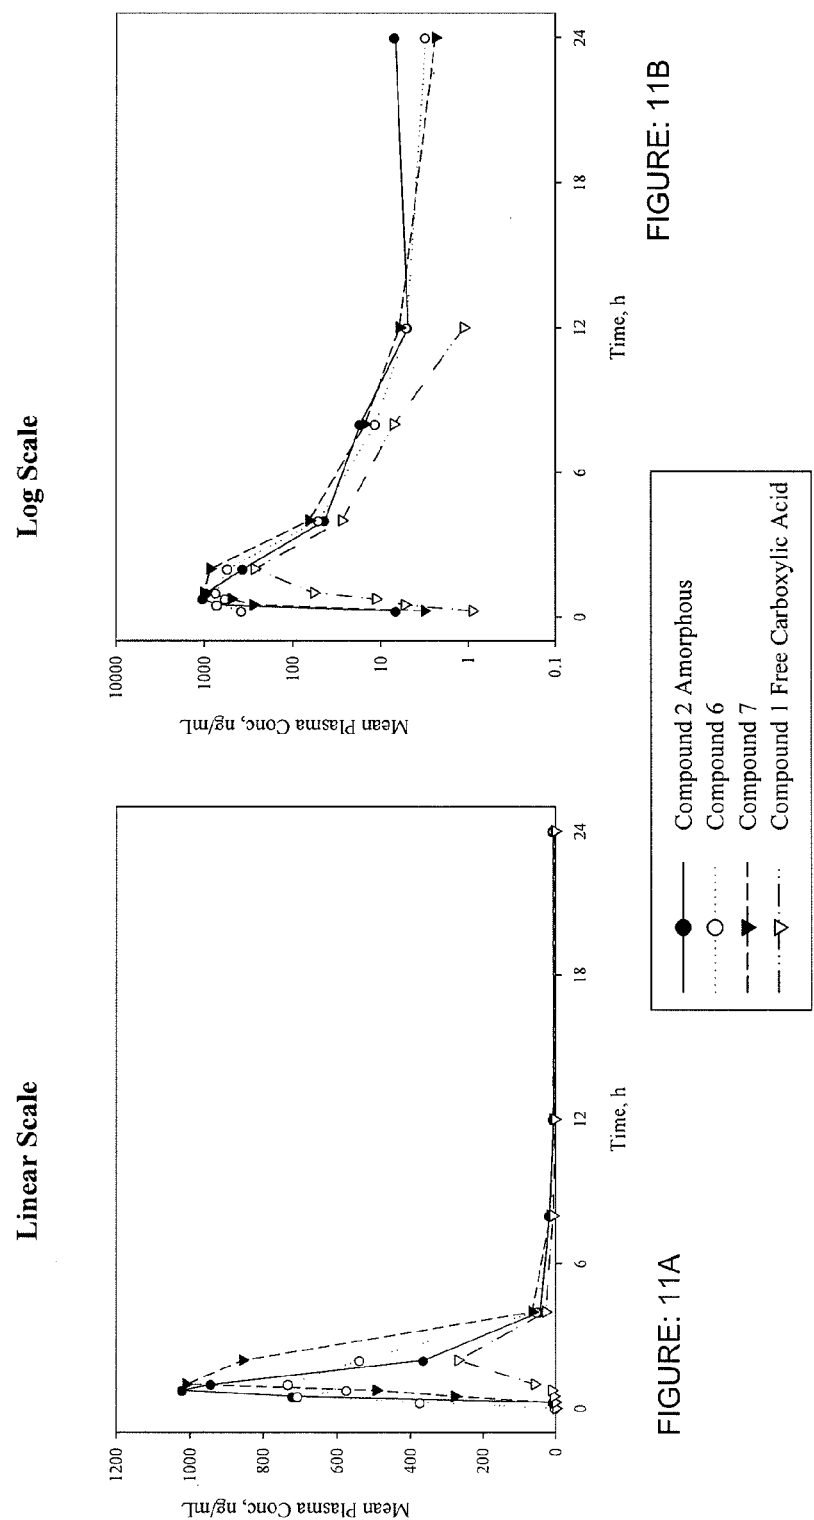 Linear Scale
1200
1000
800
600
400
200
0
Mean Plasma Conc, ng/mL
0
6
12
18
24
Time, h
FIGURE: 11A
Log Scale
10000
1000
100
10
1
0.1
Mean Plasma Conc, ng/mL
0
6
12
18
24
Time, h
FIGURE: 11B
Compound 2 Amorphous
Compound 6
Compound 7
Compound 1 Free Carboxylic Acid